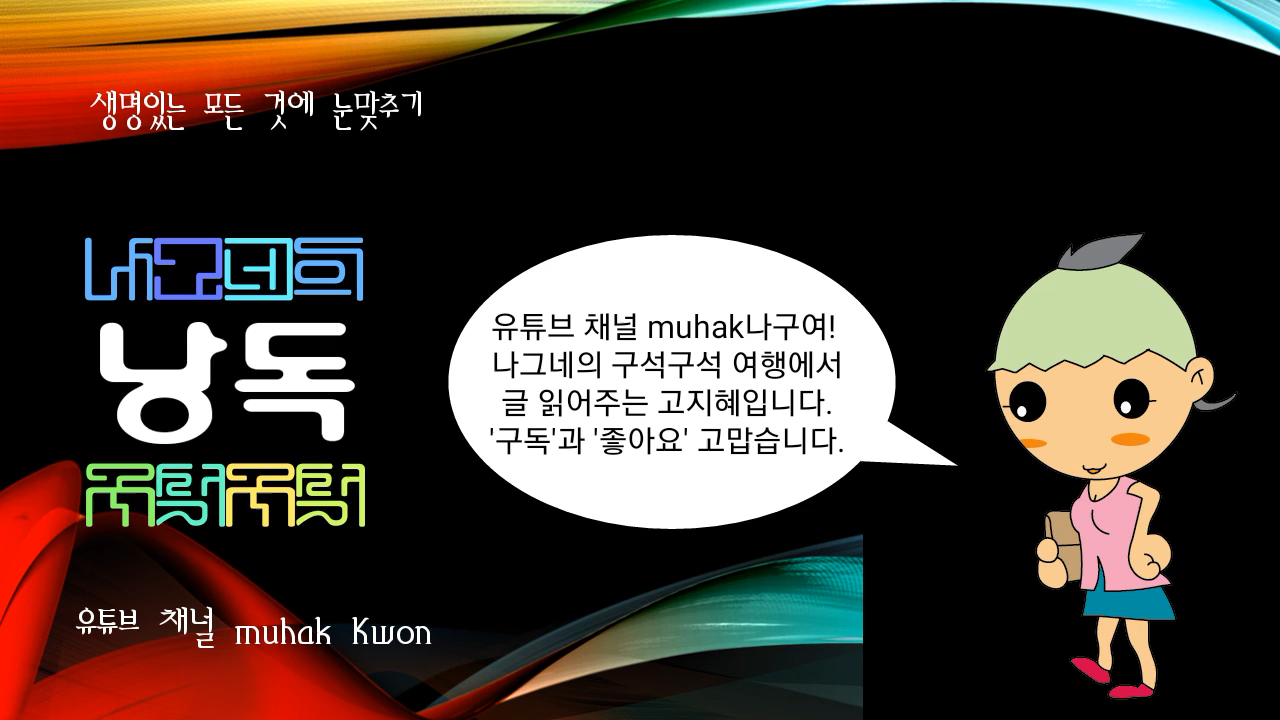 생명있는 모든 것에 눈맞추기
나그네의
낭독
구석구석
유튜브 채널 muhak나구여!
나그네의 구석구석 여행에서
글 읽어주는 고지혜입니다.
'구독'과 '좋아요' 고맙습니다.
유튜브 채널 muhak Kwon